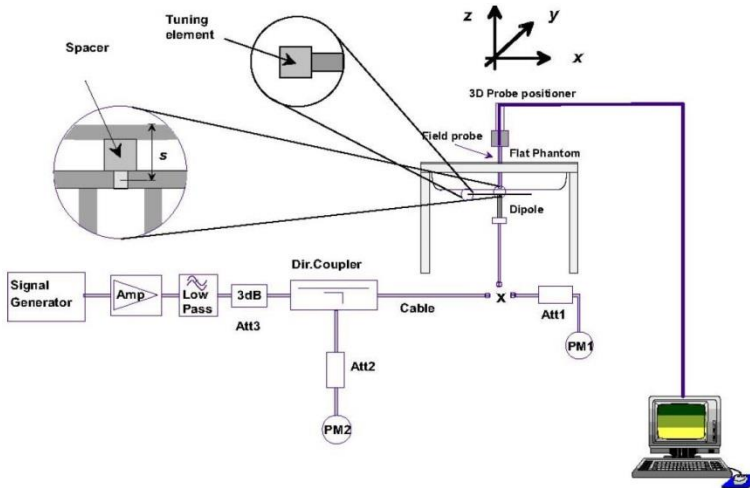 Tuning
element
Spacer
s
z
y
x
3D Probe positioner
Field probe
Flat Phantom
Dipole
Signal
Generator
Amp
Low
Pass
3dB
Att3
Dir.Coupler
Cable
x
Att1
PM1
Att2
PM2